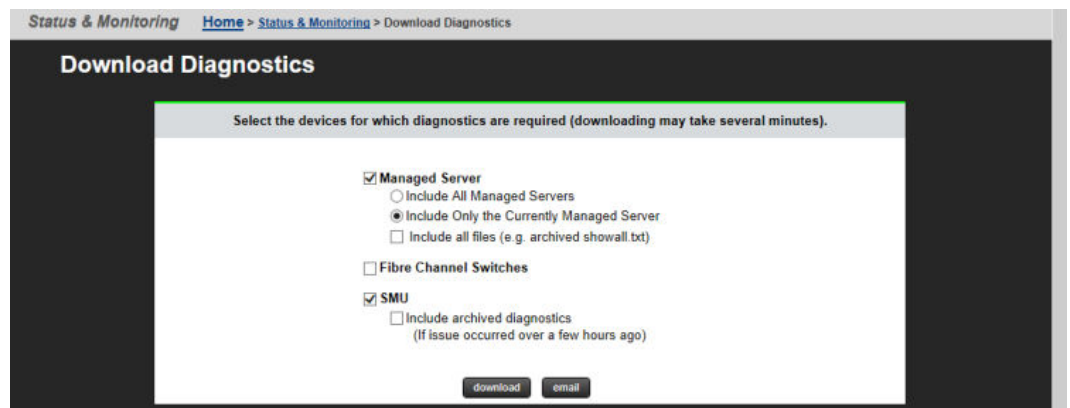 Status & Monitoring Home > Status & Monitoring > Download Diagnostics
Download Diagnostics
Select the devices for which diagnostics are required (downloading may take several minutes).
Managed Server
Include All Managed Servers
Include Only the Currently Managed Server
Include all files (e.g. archived showall.txt)
Fibre Channel Switches
SMU
Include archived diagnostics
(If issue occurred over a few hours ago)
download email